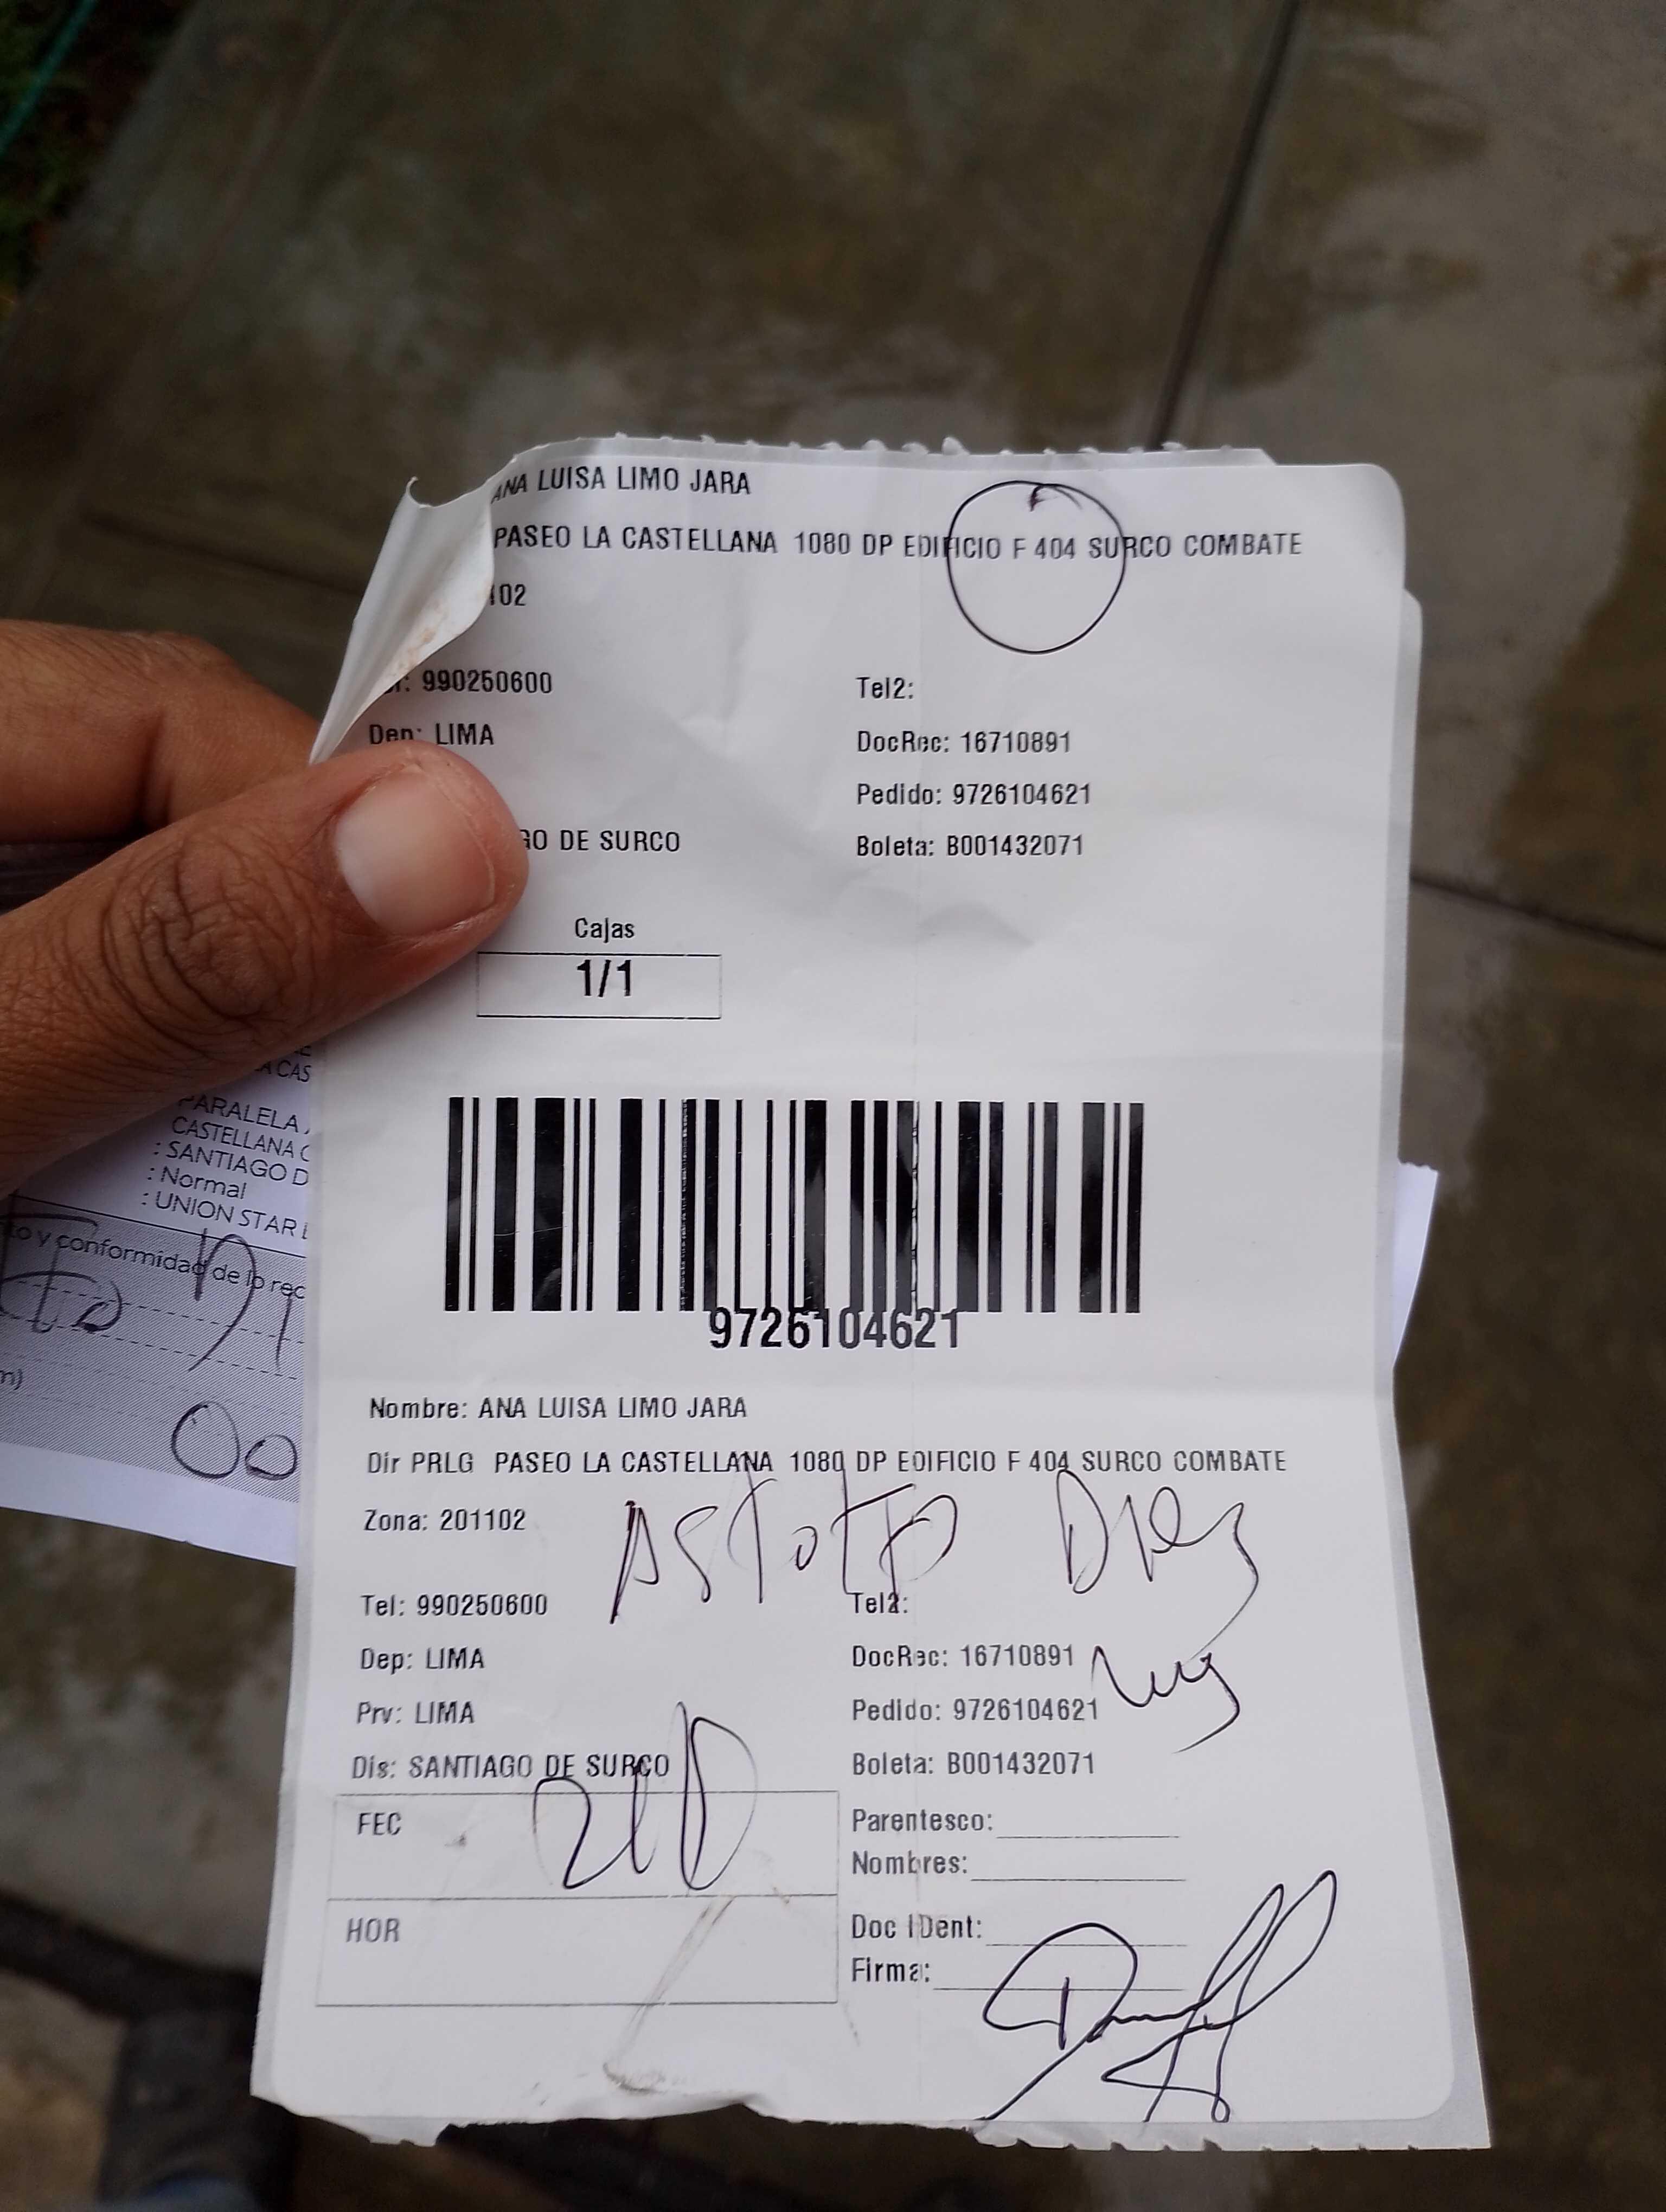 ANA LUISA LIMO JARA
PASEO LA CASTELLANA 1080 DP EDIFICIO F 404 SURCO COMBATE
102
990250600 Tel2:
Dep: LIMA DocRec: 16710891
Pedido: 9726104621
GO DE SURCO Boleta: B001432071
Cajas
1/1
9726104621
Nombre: ANA LUISA LIMO JARA
Dir PRLG PASEO LA CASTELLANA 1080 DP EDIFICIO F 404 SURCO COMBATE
Zona: 201102
Tel: 990250600 Tel2:
Dep: LIMA DocRec: 16710891
Prv: LIMA Pedido: 9726104621
Dis: SANTIAGO DE SURCO Boleta: B001432071
FEC
HOR
Parentesco:
Nombres:
Doc IDent:
Firma:
A CAS
PARALELA
CASTELLANA
: SANTIAGO D
: Normal
: UNION STAR
to y conformidad de lo rec